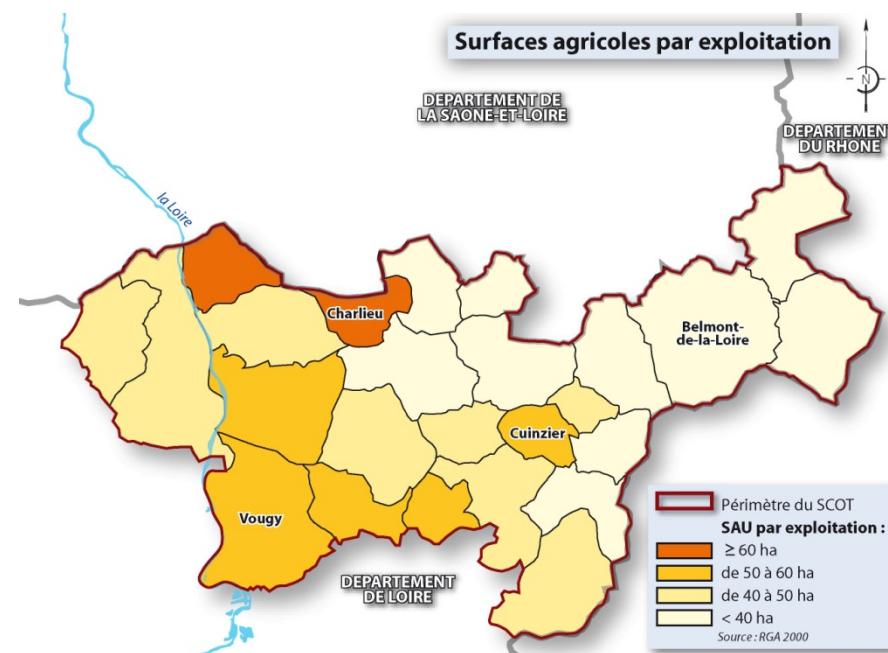 Surfaces agricoles par exploitation
N
DEPARTEMENT DE
LA SAONE-ET-LOIRE
DEPARTEMENT
DU RHONE
la Loire
Charlieu
Belmont-
de-la-Loire
Cuinzier
Vougy
DEPARTEMENT
DE LOIRE
Périmètre du SCOT
SAU par exploitation :
≥ 60 ha
de 50 à 60 ha
de 40 à 50 ha
< 40 ha
Source : RGA 2000